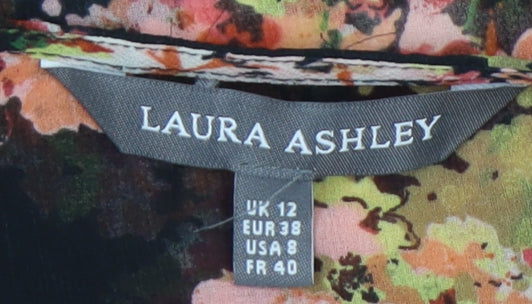 LAURA ASHLEY
UK 12
EUR 38
USA 8
FR 40